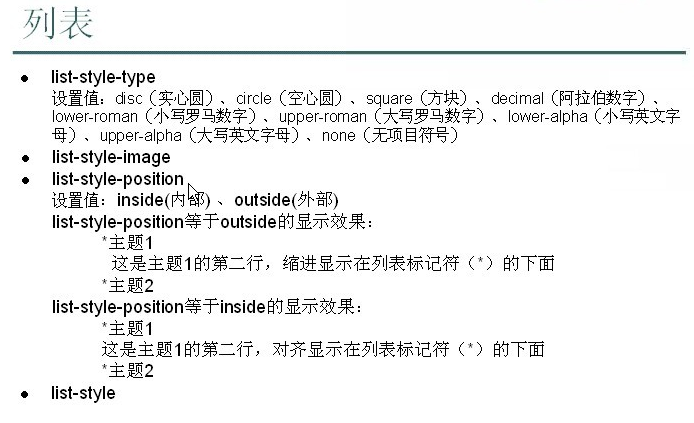 列表
● list-style-type
设置值：disc（实心圆）、circle（空心圆）、square（方块）、decimal（阿拉伯数字）、
lower-roman（小写罗马数字）、upper-roman（大写罗马数字）、lower-alpha（小写英文字
母）、upper-alpha（大写英文字母）、none（无项目符号）
● list-style-image
● list-style-position
设置值：inside(内部) 、outside(外部)
list-style-position等于outside的显示效果：
*主题1
这是主题1的第二行，缩进显示在列表标记符（*）的下面
*主题2
list-style-position等于inside的显示效果：
*主题1
这是主题1的第二行，对齐显示在列表标记符（*）的下面
*主题2
● list-style